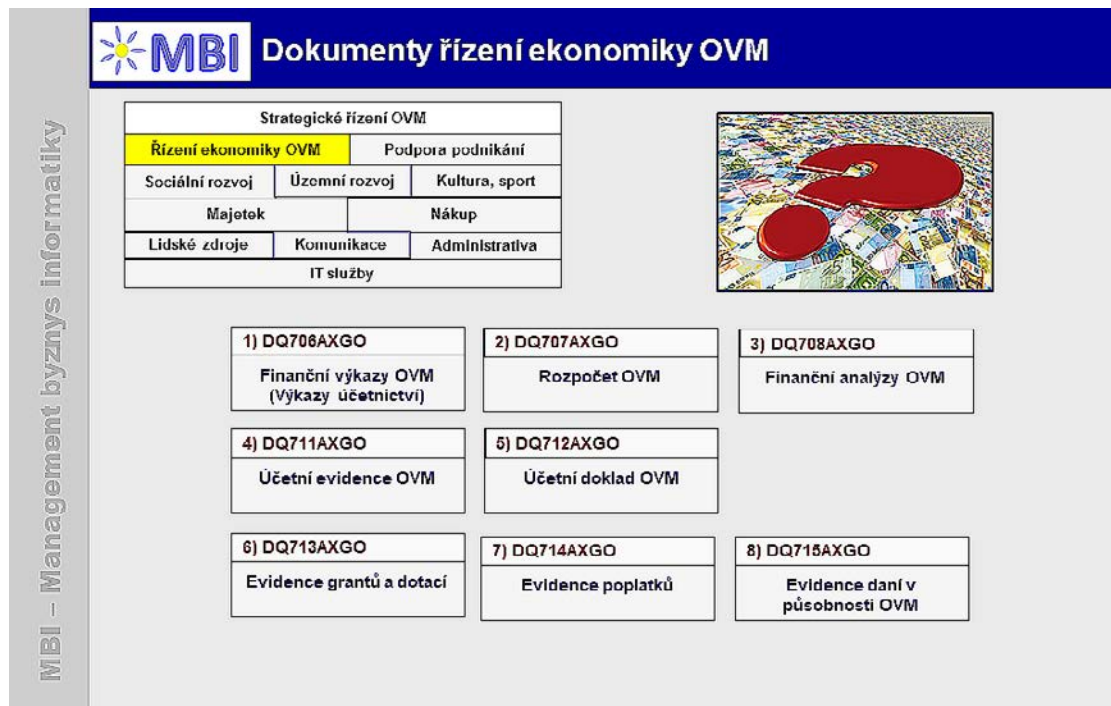 MBI
Dokumenty řízení ekonomiky OVM
MBI – Management byznys informatiky
Strategické řízení OVM
Řízení ekonomiky OVM
Podpora podnikání
Sociální rozvoj
Územní rozvoj
Kultura, sport
Majetek
Nákup
Lidské zdroje
Komunikace
Administrativa
IT služby
1) DQ706AXGO
Finanční výkazy OVM
(Výkazy účetnictví)
2) DQ707AXGO
Rozpočet OVM
3) DQ708AXGO
Finanční analýzy OVM
4) DQ711AXGO
Účetní evidence OVM
5) DQ712AXGO
Účetní doklad OVM
6) DQ713AXGO
Evidence grantů a dotací
7) DQ714AXGO
Evidence poplatků
8) DQ715AXGO
Evidence daní v
působnosti OVM